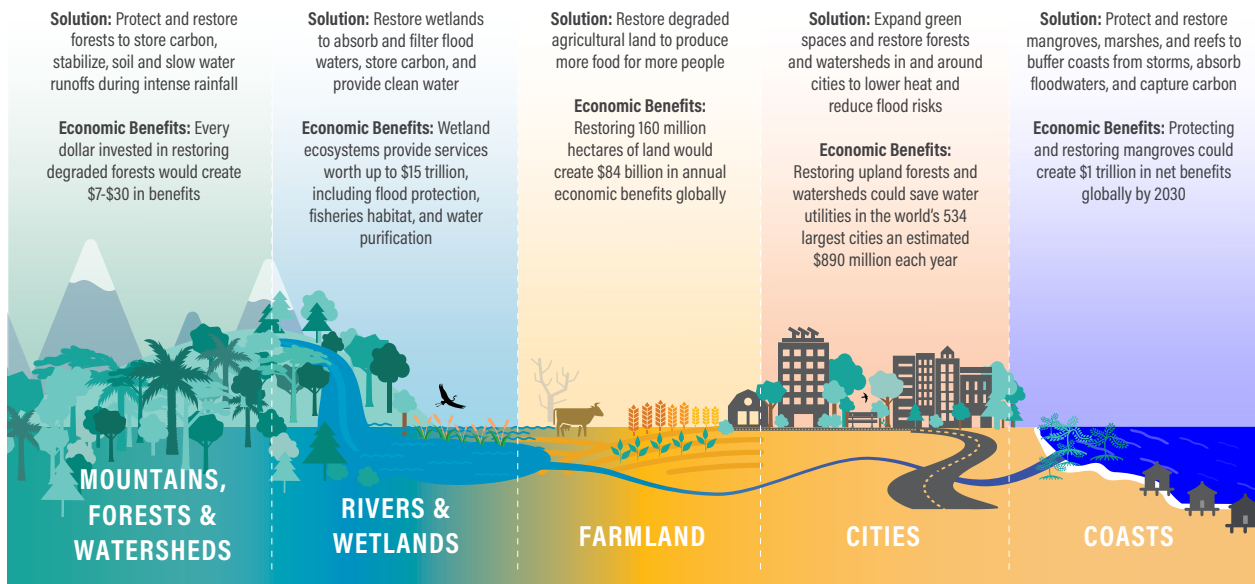 Solution: Protect and restore
forests to store carbon,
stabilize, soil and slow water
runoffs during intense rainfall
Economic Benefits: Every
dollar invested in restoring
degraded forests would create
$7-$30 in benefits
MOUNTAINS,
FORESTS &
WATERSHEDS
Solution: Restore wetlands
to absorb and filter flood
waters, store carbon, and
provide clean water
Economic Benefits: Wetland
ecosystems provide services
worth up to $15 trillion,
including flood protection,
fisheries habitat, and water
purification
RIVERS &
WETLANDS
Solution: Restore degraded
agricultural land to produce
more food for more people
Economic Benefits:
Restoring 160 million
hectares of land would
create $84 billion in annual
economic benefits globally
FARMLAND
Solution: Expand green
spaces and restore forests
and watersheds in and around
cities to lower heat and
reduce flood risks
Economic Benefits:
Restoring upland forests and
watersheds could save water
utilities in the world's 534
largest cities an estimated
$890 million each year
CITIES
Solution: Protect and restore
mangroves, marshes, and reefs to
buffer coasts from storms, absorb
floodwaters, and capture carbon
Economic Benefits: Protecting
and restoring mangroves could
create $1 trillion in net benefits
globally by 2030
COASTS